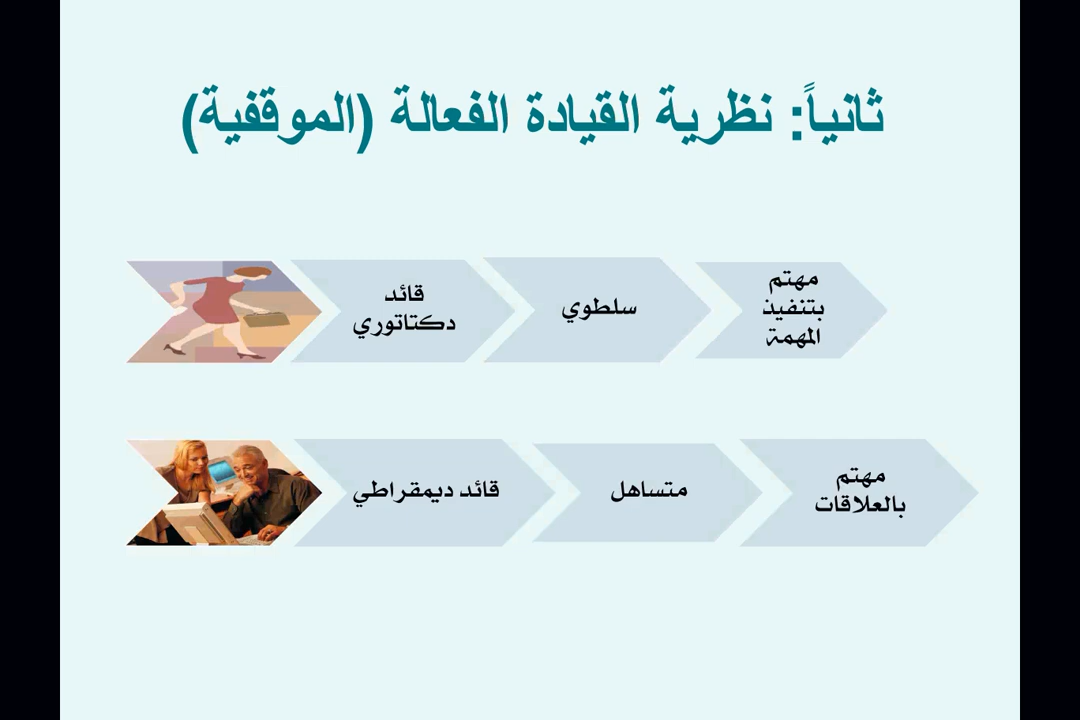 ثانياً: نظرية القيادة الفعالة (الموقفية)
قائد
دكتاتوري
سلطوي
مهتم
بتنفيذ
المهمة
قائد ديمقراطي
متساهل
مهتم
بالعلاقات